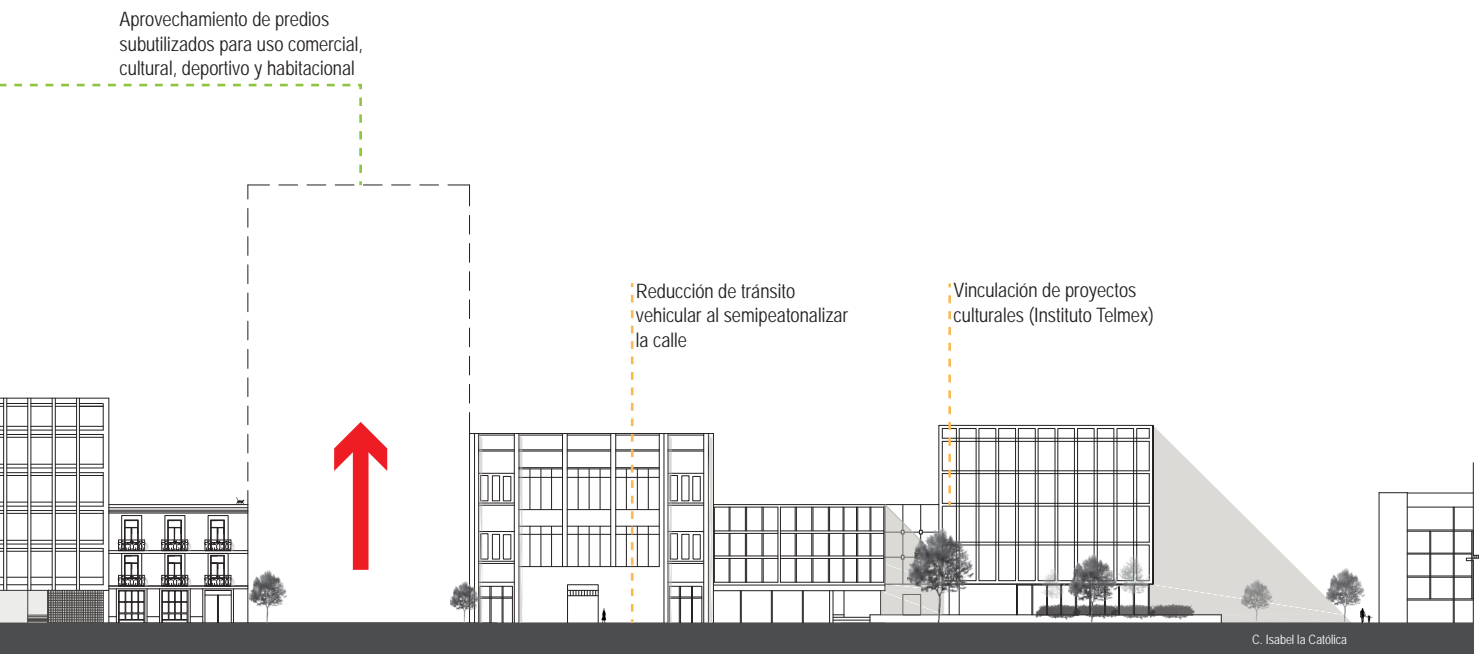 Aprovechamiento de predios
subutilizados para uso comercial,
cultural, deportivo y habitacional
Reducción de tránsito
vehicular al semipeatonalizar
la calle
Vinculación de proyectos
culturales (Instituto Telmex)
C. Isabel la Católica